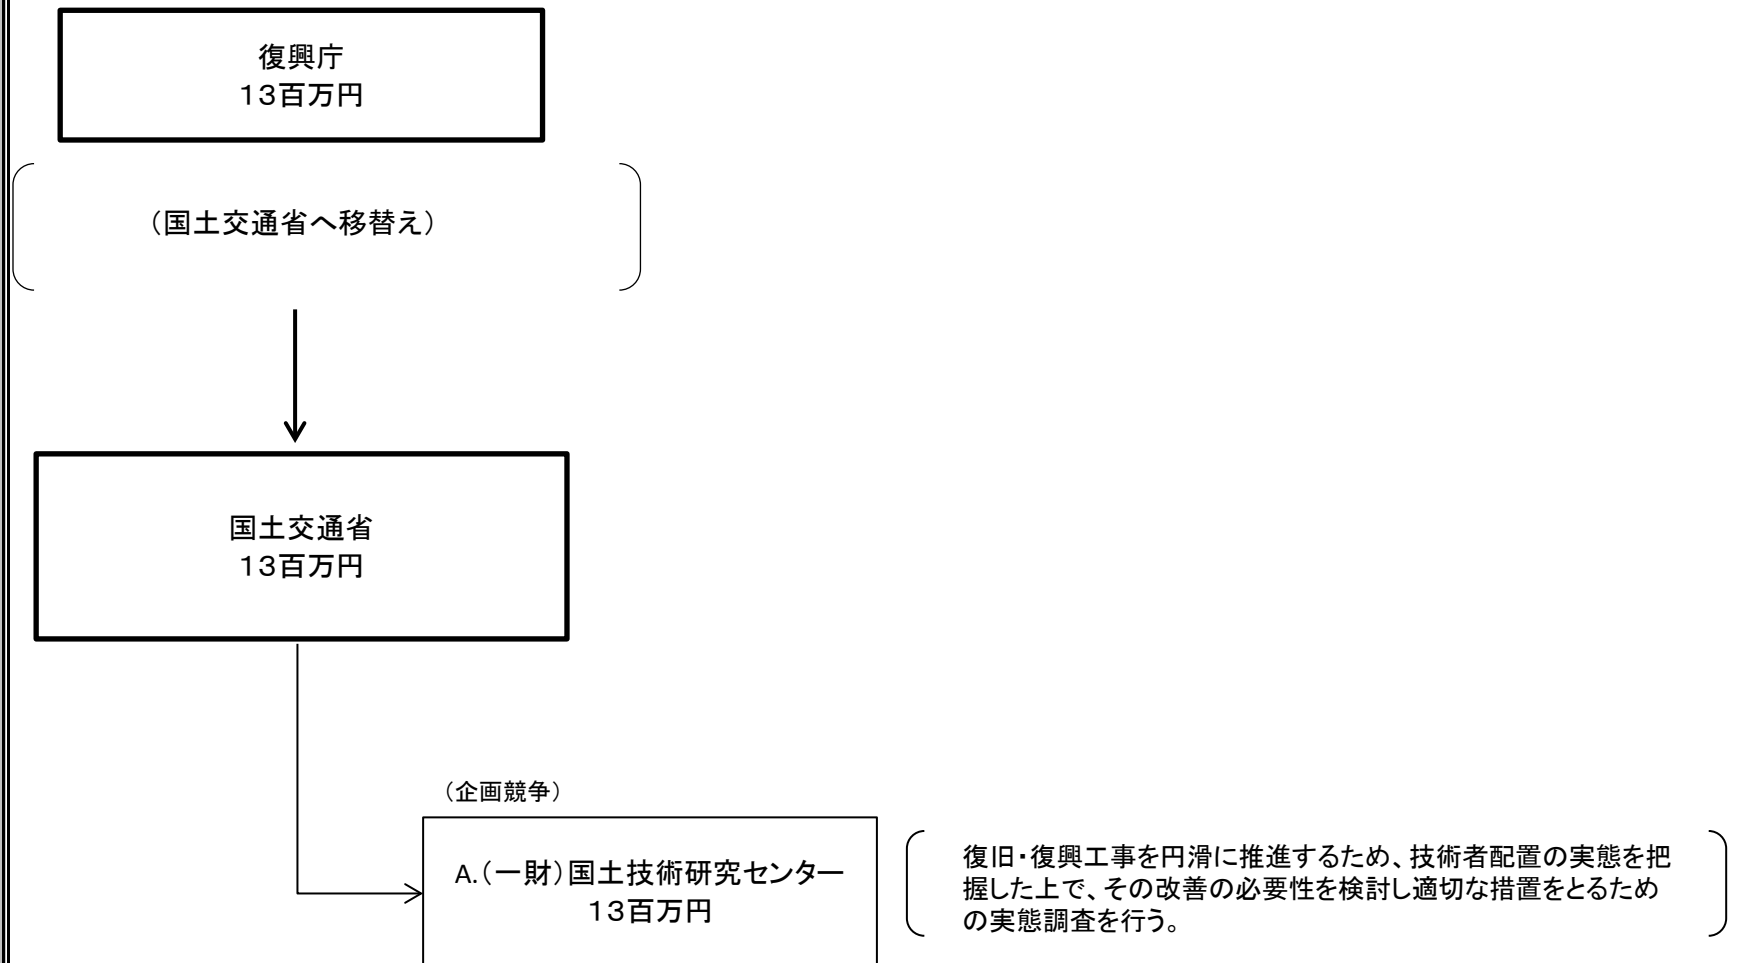 復興庁
13百万円
（国土交通省へ移替え）
国土交通省
13百万円
（企画競争）
A.（一財）国土技術研究センター
13百万円
復旧・復興工事を円滑に推進するため、技術者配置の実態を把
握した上で、その改善の必要性を検討し適切な措置をとるため
の実態調査を行う。